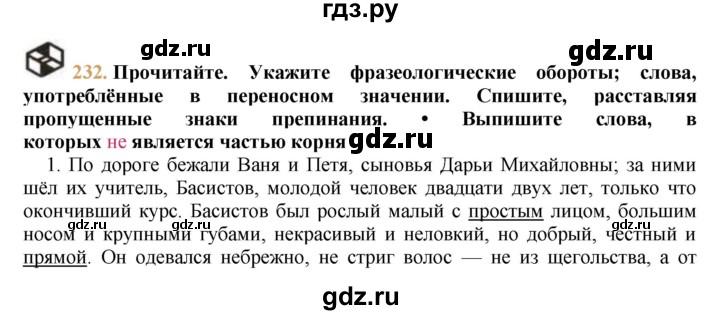 гдз.ру
gdz.ru gdz.ru
232. Прочитайте. Укажите фразеологические обороты; слова,
употреблённые в переносном значении. Спишите, расставляя
пропущенные знаки препинания. • Выпишите слова, в
которых не является частью корня
gdz.ru gdz.ru
1. По дороге бежали Ваня и Петя, сыновья Дарьи Михайловны; за ними
шёл их учитель, Басистов, молодой человек двадцати двух лет, только что
окончивший курс. Басистов был рослый малый с простым лицом, большим
носом и крупными губами, некрасивый и неловкий, но добрый, честный и
прямой. Он одевался небрежно, не стриг волос — не из щегольства, а от
gdz.ru gdz.ru
gdz.ru